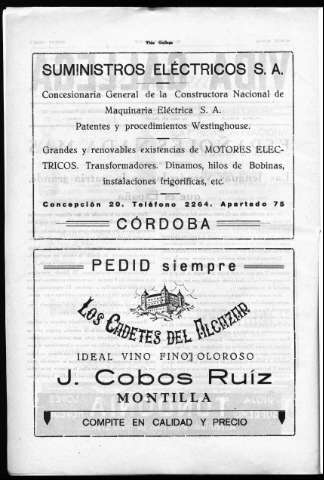 Vida Gallega
SUMINISTROS ELÉCTRICOS S. A.
Concesionaria General de la Constructora Nacional de
Maquinaria Eléctrica S. A.
Patentes y procedimientos Westinghouse.
Grandes y renovables existencias de MOTORES ELEC-
TRICOS. Transformadores. Dinamos, hilos de Bobinas,
instalaciones frigoríficas, etc.
Concepción 20. Teléfono 2264. Apartado 75
CÓRDOBA
PEDID siempre
LOS CADETES DEL ALCAZAR
IDEAL VINO FINO] OLOROSO
J. Cobos Ruíz
MONTILLA
COMPITE EN CALIDAD Y PRECIO